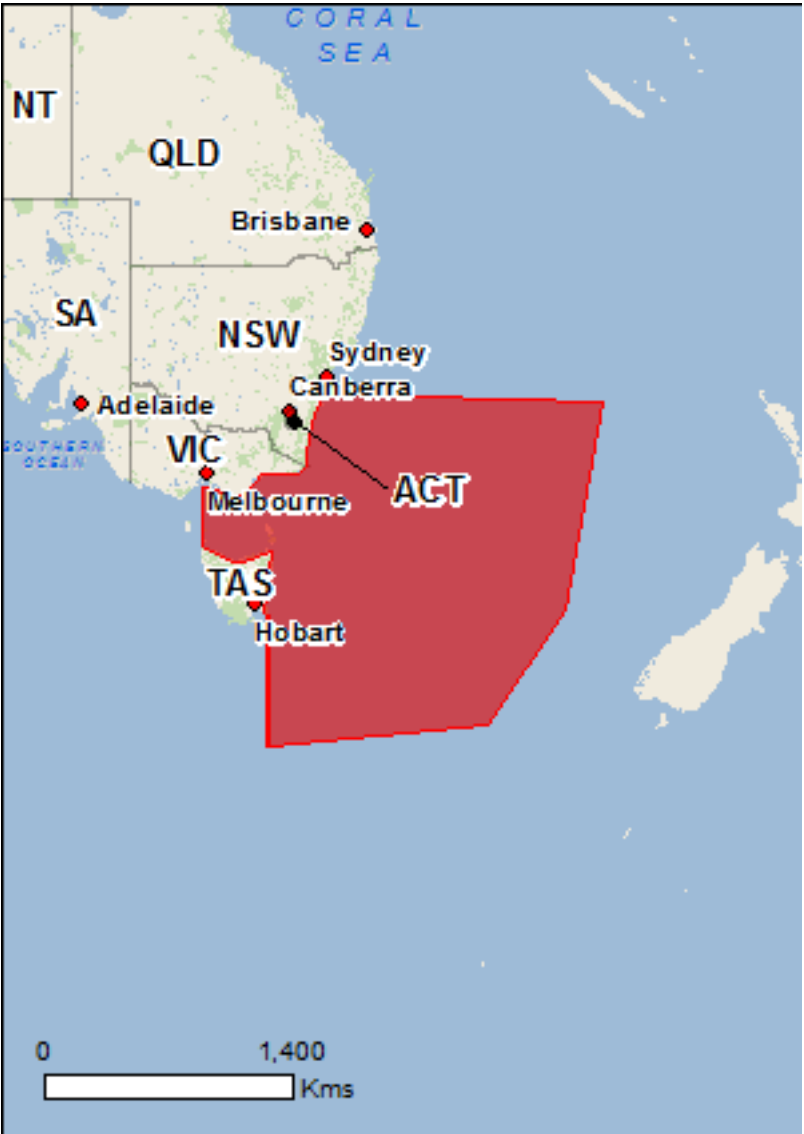 CORAL
SEA
NT
QLD
Brisbane
SA
NSW
Sydney
Canberra
Adelaide
SOUTHERN
OCEAN
VIC
Melbourne
ACT
TAS
Hobart
0 1,400
Kms